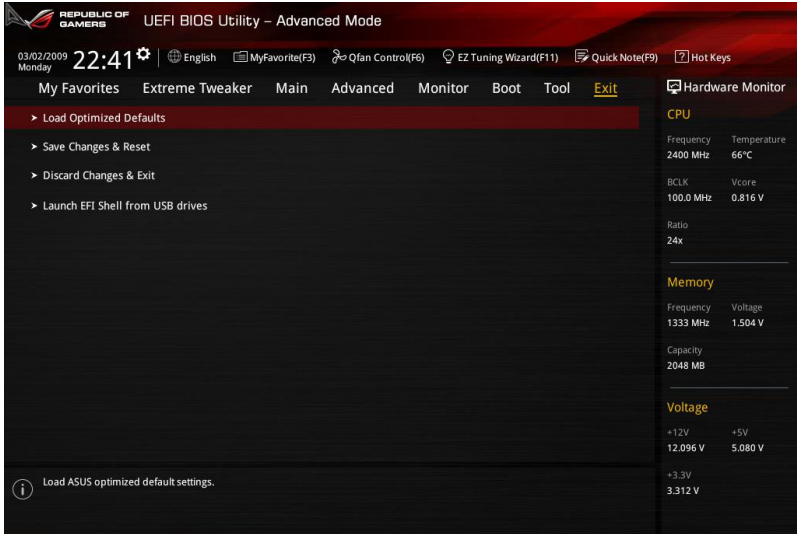 REPUBLIC OF
GAMERS
UEFI BIOS Utility – Advanced Mode
03/02/2009
Monday
22:41
English
MyFavorite(F3)
Qfan Control(F6)
EZ Tuning Wizard(F11)
Quick Note(F9)
? Hot Keys
My Favorites Extreme Tweaker Main Advanced Monitor Boot Tool Exit
Load Optimized Defaults
Save Changes & Reset
Discard Changes & Exit
Launch EFI Shell from USB drives
Load ASUS optimized default settings.
Hardware Monitor
CPU
Frequency Temperature
2400 MHz 66°C
BCLK Vcore
100.0 MHz 0.816 V
Ratio
24x
Memory
Frequency Voltage
1333 MHz 1.504 V
Capacity
2048 MB
Voltage
+12V +5V
12.096 V 5.080 V
+3.3V
3.312 V